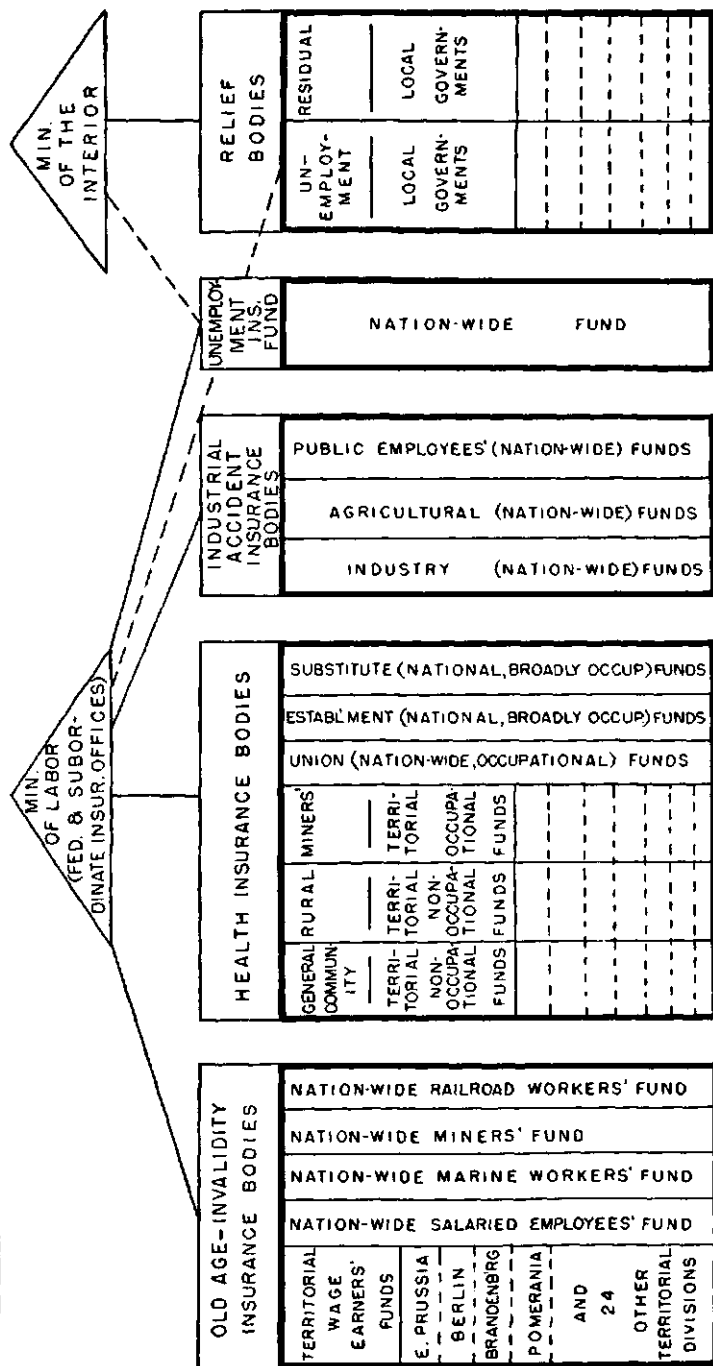 MIN.
OF LABOR
(FED. & SUBOR-
DINATE INSUR. OFFICES)
MIN.
OF THE
INTERIOR
OLD AGE-INVALIDITY
INSURANCE BODIES
TERRITORIAL
WAGE
EARNERS'
FUNDS
E. PRUSSIA
BERLIN
BRANDENB'RG
POMERANIA
AND
24
OTHER
TERRITORIAL
DIVISIONS
NATION-WIDE SALARIED EMPLOYEES' FUND
NATION-WIDE MARINE WORKERS' FUND
NATION-WIDE MINERS' FUND
NATION-WIDE RAILROAD WORKERS' FUND
HEALTH INSURANCE BODIES
GENERAL
COMMUN-
ITY
TERRI-
TORIAL
NON-
OCCUPA-
TIONAL
FUNDS
RURAL
TERRI-
TORIAL
NON-
OCCUPA-
TIONAL
FUNDS
MINERS'
TERRI-
TORIAL
OCCUPA-
TIONAL
FUNDS
UNION (NATION-WIDE, OCCUPATIONAL) FUNDS
ESTABL'MENT (NATIONAL, BROADLY OCCUP.) FUNDS
SUBSTITUTE (NATIONAL, BROADLY OCCUP.) FUNDS
INDUSTRIAL
ACCIDENT
INSURANCE
BODIES
INDUSTRY (NATION-WIDE) FUNDS
AGRICULTURAL (NATION-WIDE) FUNDS
PUBLIC EMPLOYEES' (NATION-WIDE) FUNDS
UNEMPLOY-
MENT
INS.
FUND
NATION-WIDE FUND
RELIEF
BODIES
UN-
EMPLOY-
MENT
LOCAL
GOVERN-
MENTS
RESIDUAL
LOCAL
GOVERN-
MENTS